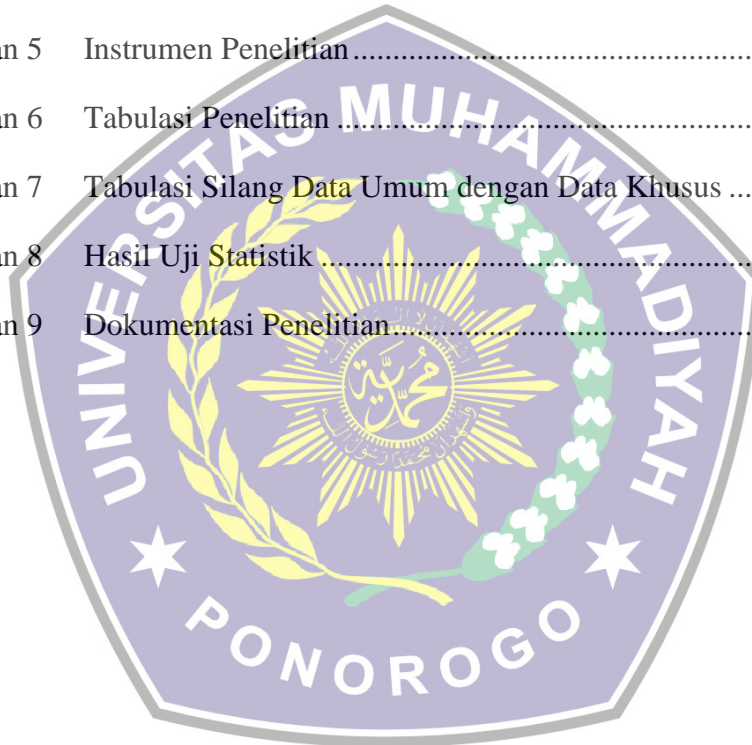 an 5 Instrumen Penelitian ................................................
an 6 Tabulasi Penelitian ..................................................
an 7 Tabulasi Silang Data Umum dengan Data Khusus ...
an 8 Hasil Uji Statistik .....................................................
an 9 Dokumentasi Penelitian.............................................
UNIVERSITAS MUHAMMADIYAH
محمدية
PONOROGO